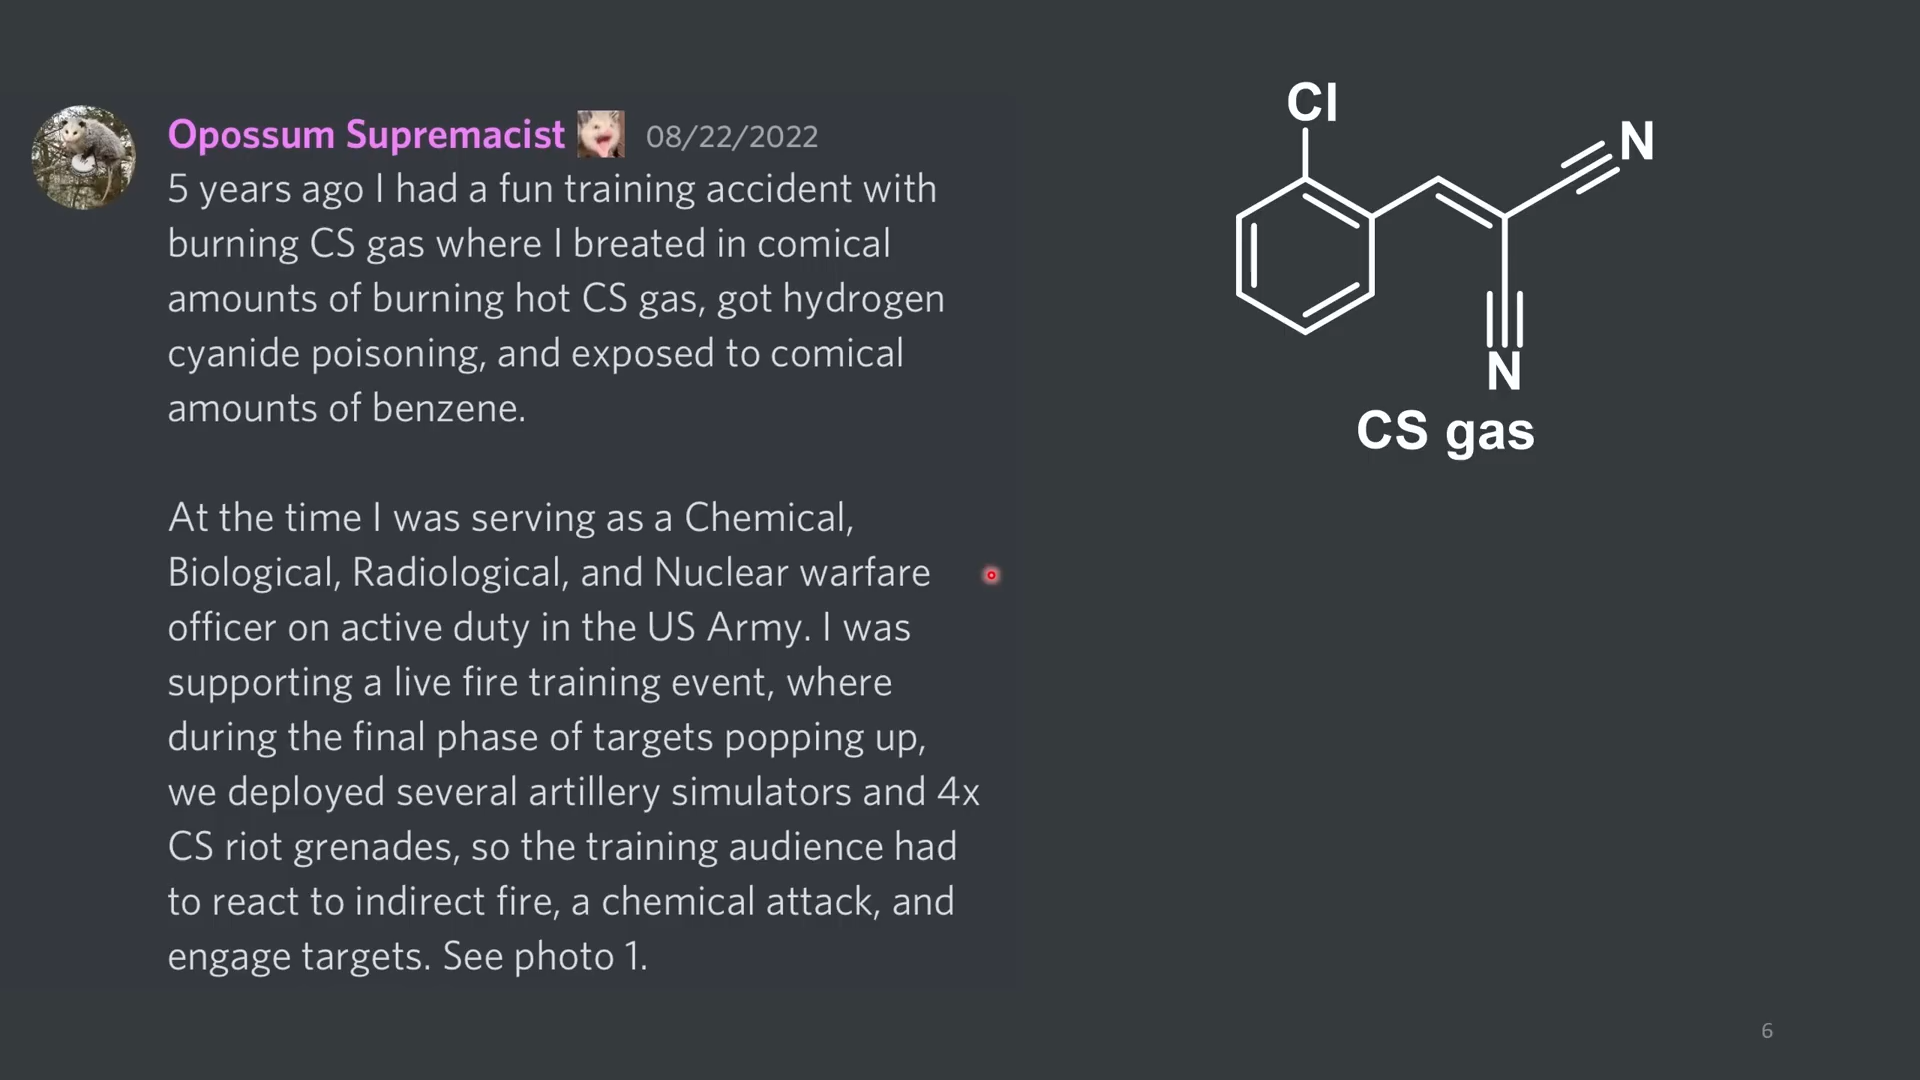 Opossum Supremacist 08/22/2022
5 years ago I had a fun training accident with
burning CS gas where I breated in comical
amounts of burning hot CS gas, got hydrogen
cyanide poisoning, and exposed to comical
amounts of benzene.
At the time I was serving as a Chemical,
Biological, Radiological, and Nuclear warfare
officer on active duty in the US Army. I was
supporting a live fire training event, where
during the final phase of targets popping up,
we deployed several artillery simulators and 4x
CS riot grenades, so the training audience had
to react to indirect fire, a chemical attack, and
engage targets. See photo 1.
Cl
N
N
CS gas
6